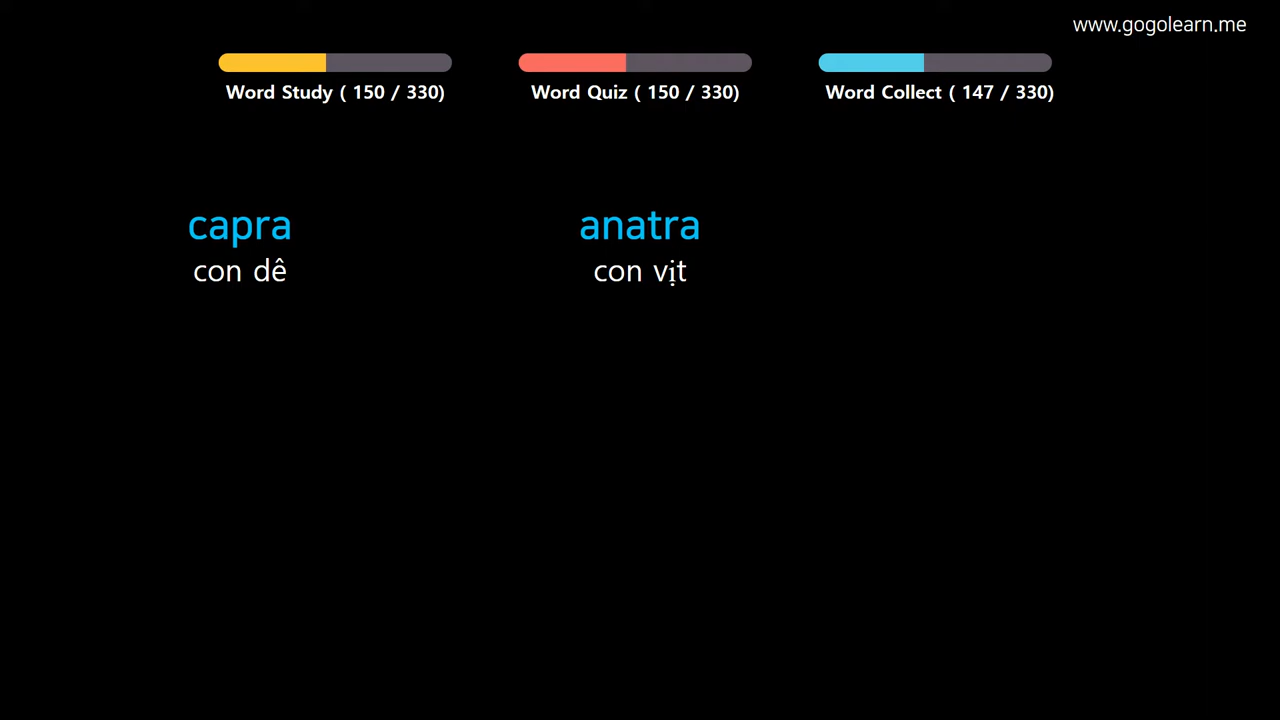 www.gogolearn.me
Word Study ( 150 / 330)
Word Quiz ( 150 / 330)
Word Collect ( 147 / 330)
capra
con dê
anatra
con vịt